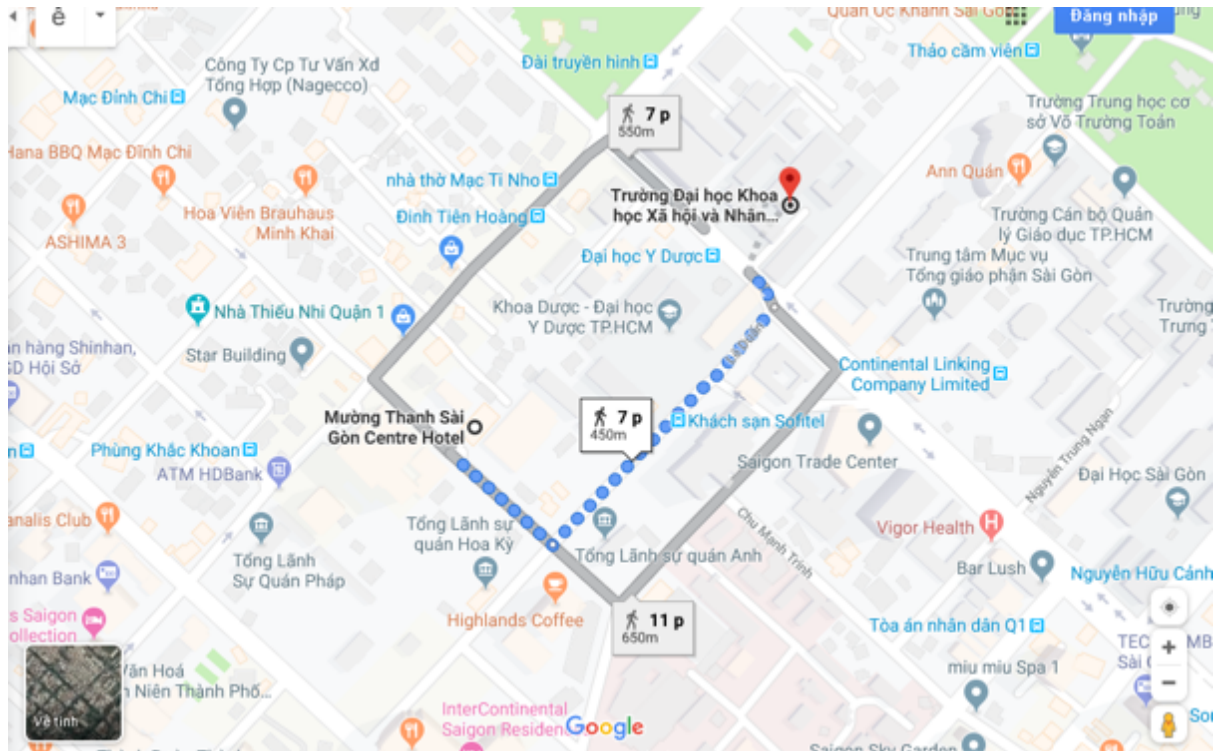 ê
Quán Ốc Khánh Sài Gò
Đăng nhập
Đài truyền hình
Thảo cầm viên
Công Ty Cp Tư Vấn Xd
Tổng Hợp (Nagecco)
Mạc Đỉnh Chi
7 p
550m
Trường Trung học cơ
sở Võ Trường Toản
Hana BBQ Mạc Đĩnh Chi
Ann Quán
nhà thờ Mạc Ti Nho
Trường Đại học Khoa
học Xã hội và Nhân...
Hoa Viên Brauhaus
Minh Khai
Đinh Tiên Hoàng
Trường Cán bộ Quản
lý Giáo dục TP.HCM
ASHIMA 3
Đại học Y Dược
Trung tâm Mục vụ
Tổng giáo phận Sài Gòn
Nhà Thiếu Nhi Quận 1
Khoa Dược - Đại học
Y Dược TP.HCM
Trường
Trưng
n hàng Shinhan,
SD Hội Sở
Star Building
Continental Linking
Company Limited
Mường Thanh Sài
Gòn Centre Hotel
7 p
450m
Khách sạn Sofitel
Phùng Khắc Khoan
ATM HDBank
Saigon Trade Center
Nguyễn Trung Ngạn
Đại Học Sài Gòn
analis Club
Tổng Lãnh sự
quán Hoa Kỳ
Chu Mạnh Trinh
Vigor Health
Tổng Lãnh
Sự Quán Pháp
Tổng Lãnh sự quán Anh
Bar Lush
nhan Bank
Nguyễn Hữu Cảnh
Highlands Coffee
11 p
650m
s Saigon
ollection
Tòa án nhân dân Q1
TEC
MB
Sài
Văn Hoá
Niên Thành Phố...
miu miu Spa 1
Vệ tinh
InterContinental
Saigon Residen
Google
Saigon Sky Garden